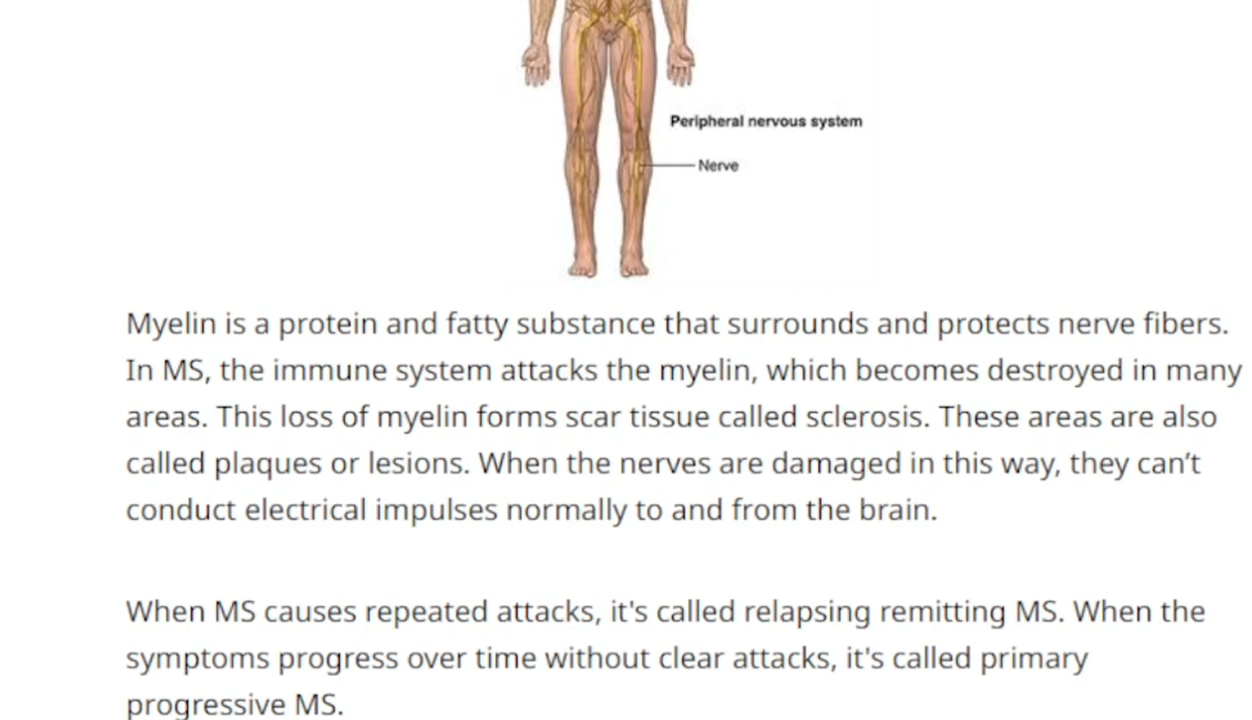 Peripheral nervous system
Nerve
Myelin is a protein and fatty substance that surrounds and protects nerve fibers.
In MS, the immune system attacks the myelin, which becomes destroyed in many
areas. This loss of myelin forms scar tissue called sclerosis. These areas are also
called plaques or lesions. When the nerves are damaged in this way, they can’t
conduct electrical impulses normally to and from the brain.
When MS causes repeated attacks, it's called relapsing remitting MS. When the
symptoms progress over time without clear attacks, it's called primary
progressive MS.